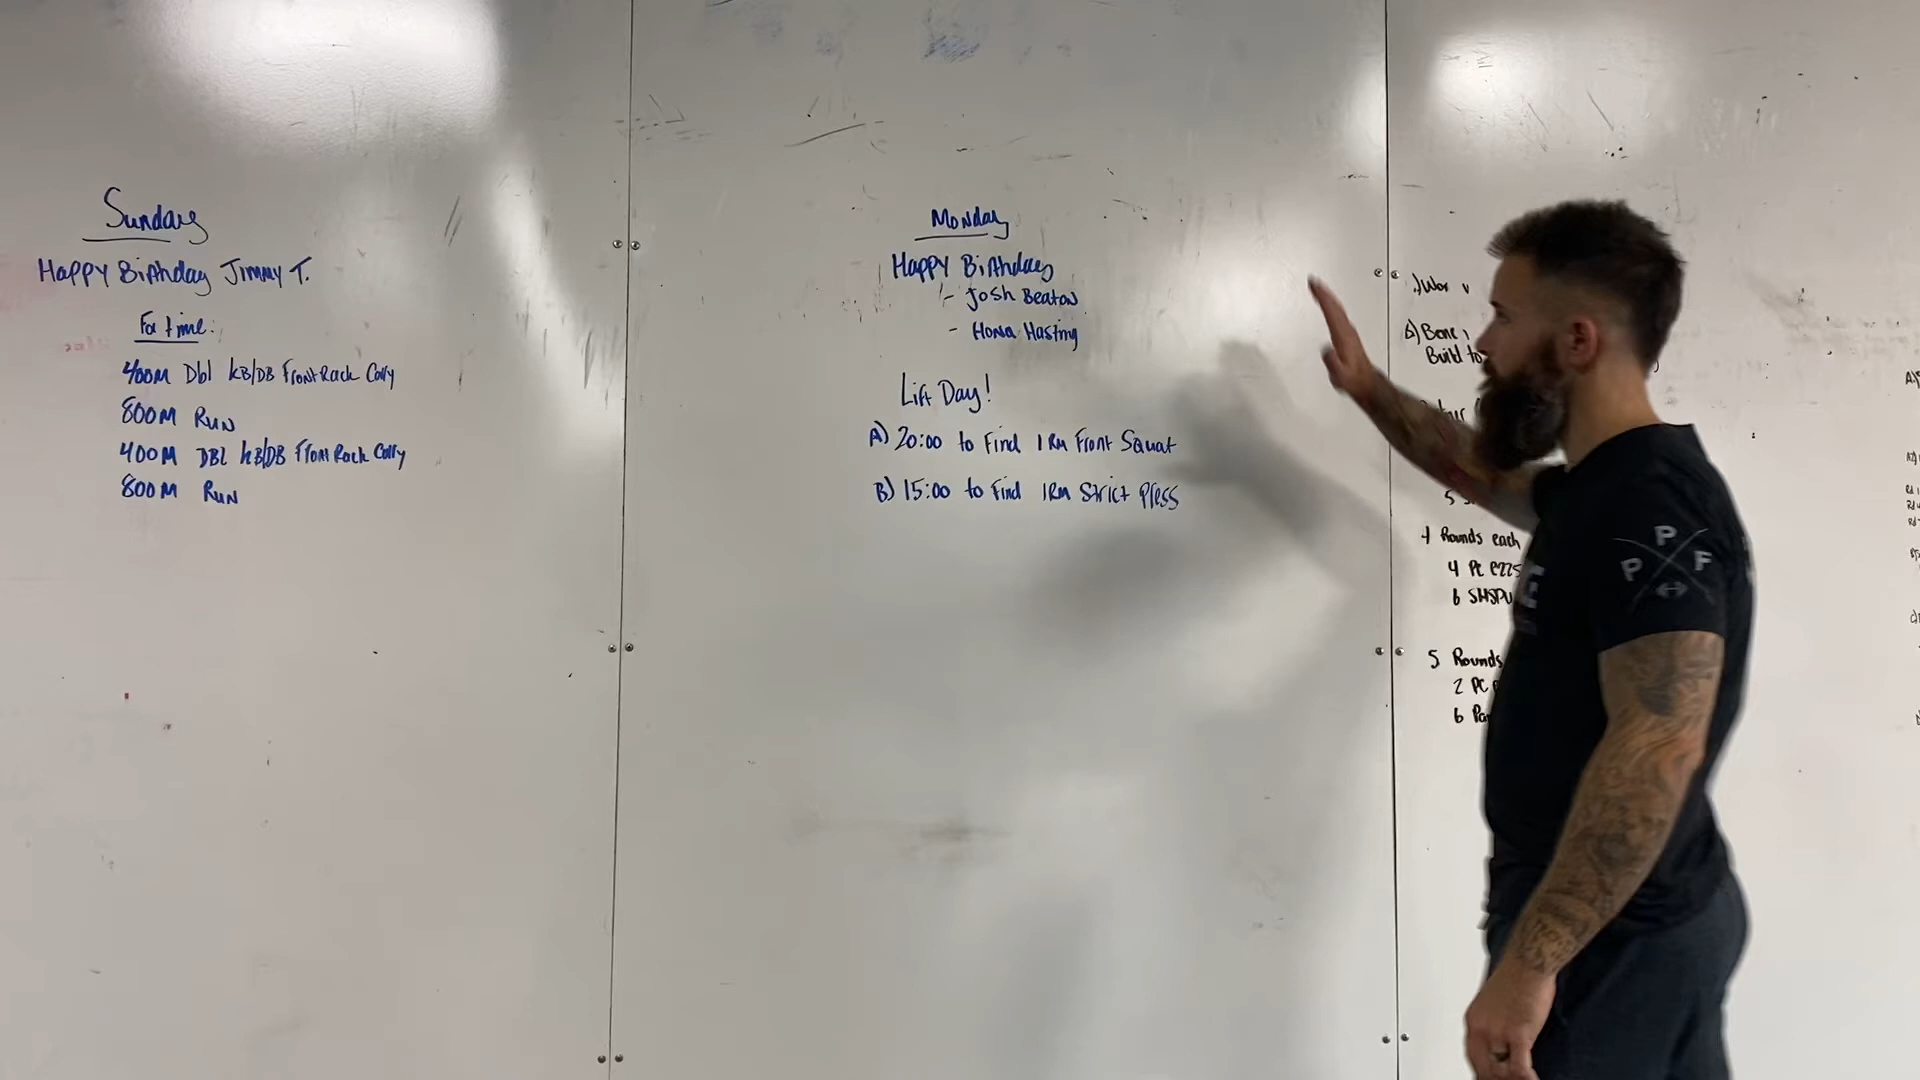 Sunday
Happy Birthday Jimmy T.
For time:
400M Dbl KB/DB Front Rack Carry
800M Run
400M DBL KB/DB Front Rack Carry
800M Run
Monday
Happy Birthday
- Josh Beaton
- Hona Hasting
Lift Day!
A) 20:00 to Find 1RM Front Squat
B) 15:00 to Find 1RM Strict Press
Build to
5
4 Rounds each
4 PC @225
6 SHSPU
5 Rounds
2 PC
6
P
P F